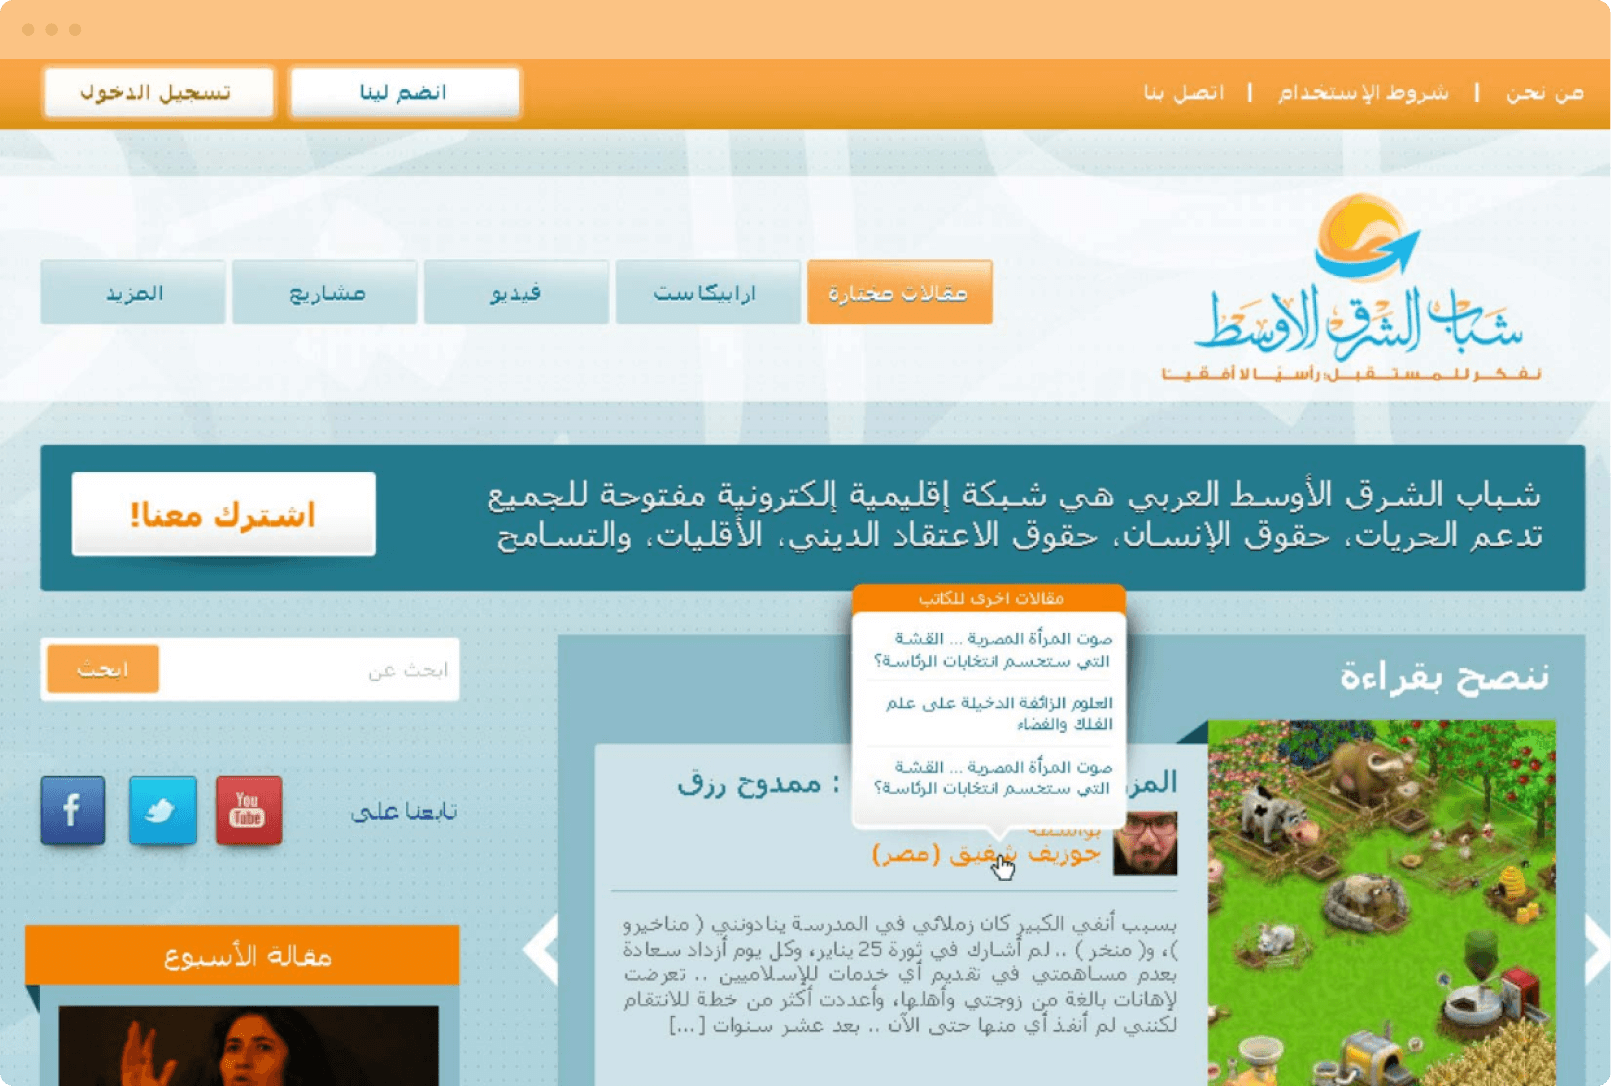 من نحن | شروط الإستخدام | اتصل بنا
انضم لينا
تسجيل الدخول
شباب الشرق الأوسط
نفكر للمستقبل: رأسيًا لا أفقيًا
مقالات مختارة
ارابيكاست
فيديو
مشاريع
المزيد
شباب الشرق الأوسط العربي هي شبكة إقليمية إلكترونية مفتوحة للجميع
تدعم الحريات، حقوق الإنسان، حقوق الاعتقاد الديني، الأقليات، والتسامح
اشترك معنا!
ننصح بقراءة
مقالات اخرى للكاتب
صوت المرأة المصرية ... القشة
التي ستحسم انتخابات الرئاسة؟
العلوم الزائفة الدخيلة على علم
الفلك والفضاء
صوت المرأة المصرية ... القشة
التي ستحسم انتخابات الرئاسة؟
: ممدوح رزق
بواسطة
جوزيف شفيق (مصر)
بسبب أنفي الكبير كان زملائي في المدرسة ينادونني ( مناخيرو
)، و( منخر ) .. لم أشارك في ثورة 25 يناير، وكل يوم أزداد سعادة
بعدم مساهمتي في تقديم أي خدمات للإسلاميين .. تعرضت
لإهانات بالغة من زوجتي وأهلها، وأعددت أكثر من خطة للانتقام
لكنني لم أنفذ أي منها حتى الآن .. بعد عشر سنوات [...]
ابحث عن
ابحث
تابعنا على
You
Tube
f
مقالة الأسبوع